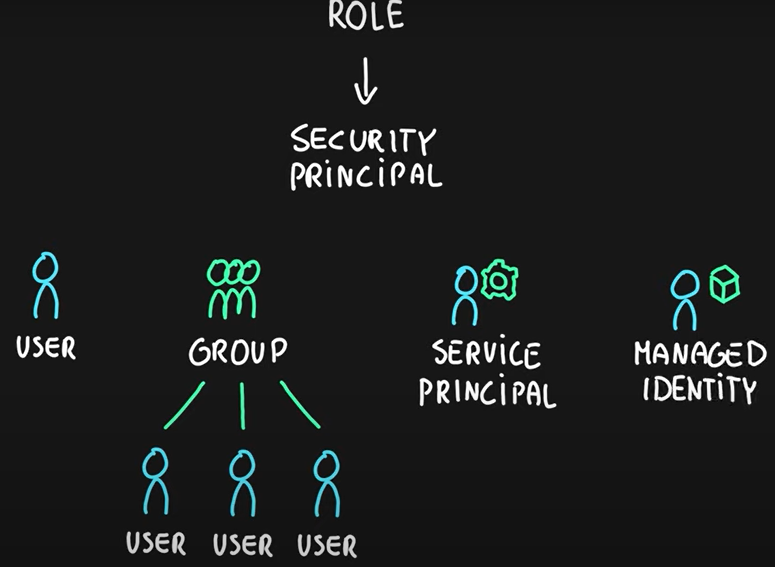 ROLE
SECURITY
PRINCIPAL
USER
GROUP
SERVICE
PRINCIPAL
MANAGED
IDENTITY
USER USER USER